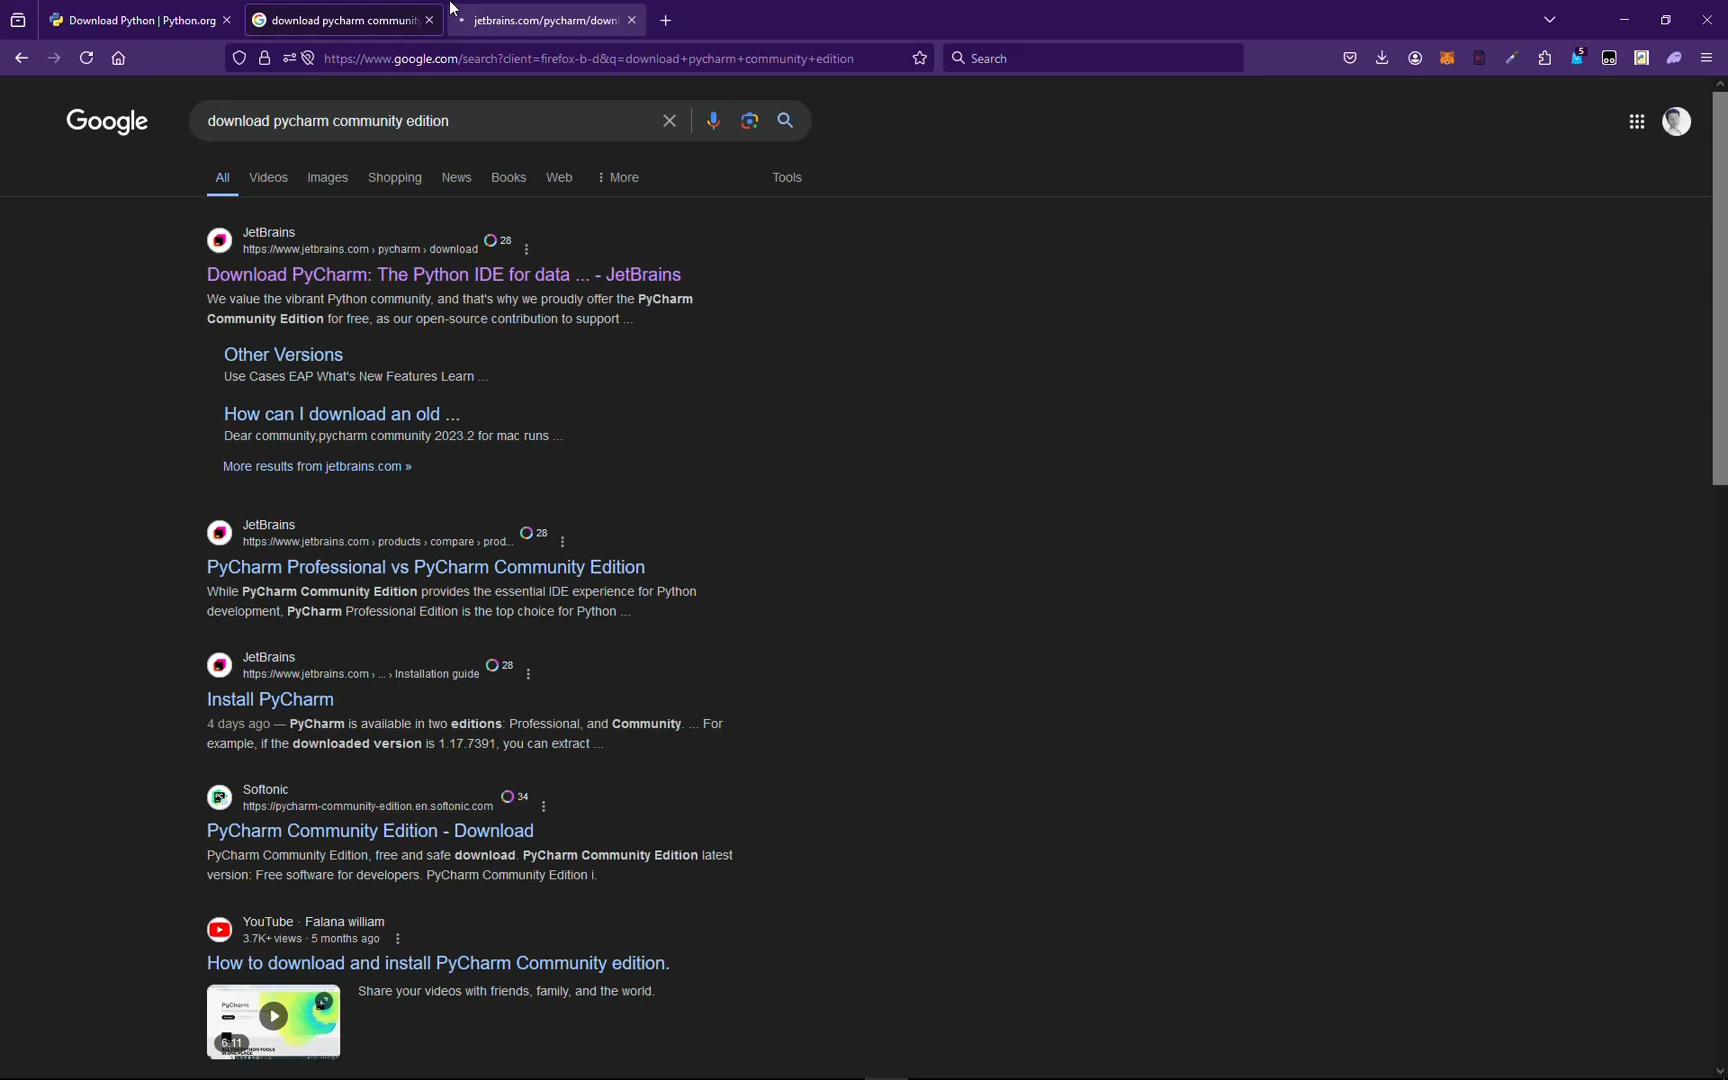 Download Python | Python.org
download pycharm communit
jetbrains.com/pycharm/down
https://www.google.com/search?client=firefox-b-d&q=download+pycharm+community+edition
Search
5
Google
download pycharm community edition
All
Videos
Images
Shopping
News
Books
Web
More
Tools
JetBrains
https://www.jetbrains.com › pycharm › download
28
Download PyCharm: The Python IDE for data ... - JetBrains
We value the vibrant Python community, and that's why we proudly offer the PyCharm
Community Edition for free, as our open-source contribution to support ...
Other Versions
Use Cases EAP What's New Features Learn ...
How can I download an old ...
Dear community,pycharm community 2023.2 for mac runs ...
More results from jetbrains.com »
JetBrains
https://www.jetbrains.com › products › compare › prod...
28
PyCharm Professional vs PyCharm Community Edition
While PyCharm Community Edition provides the essential IDE experience for Python
development, PyCharm Professional Edition is the top choice for Python ...
JetBrains
https://www.jetbrains.com › ... › Installation guide
28
Install PyCharm
4 days ago — PyCharm is available in two editions: Professional, and Community. ... For
example, if the downloaded version is 1.17.7391, you can extract ...
Softonic
https://pycharm-community-edition.en.softonic.com
34
PyCharm Community Edition - Download
PyCharm Community Edition, free and safe download. PyCharm Community Edition latest
version: Free software for developers. PyCharm Community Edition i.
YouTube · Falana william
3.7K+ views · 5 months ago
How to download and install PyCharm Community edition.
Share your videos with friends, family, and the world.
PyCharm
6:11